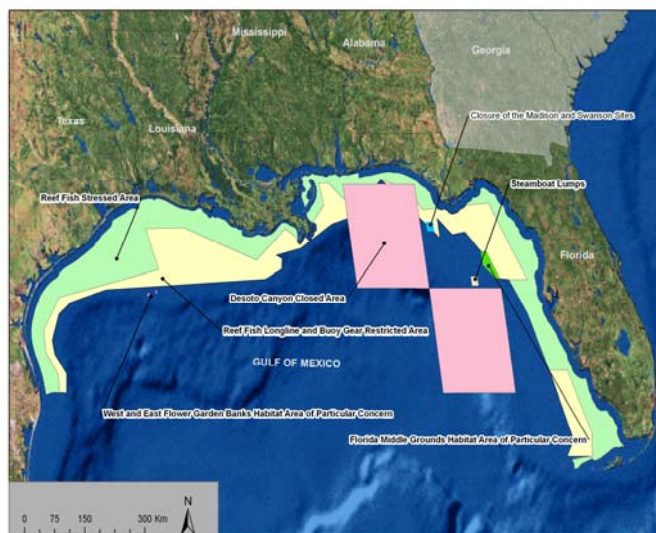 Mississippi
Alabama
Georgia
Texas
Louisiana
Closure of the Madison and Swanson Sites
Steamboat Lumps
Reef Fish Stressed Area
Florida
Desoto Canyon Closed Area
Reef Fish Longline and Buoy Gear Restricted Area
GULF OF MEXICO
West and East Flower Garden Banks Habitat Area of Particular Concern
Florida Middle Grounds Habitat Area of Particular Concern
N
0 75 150 300 Km